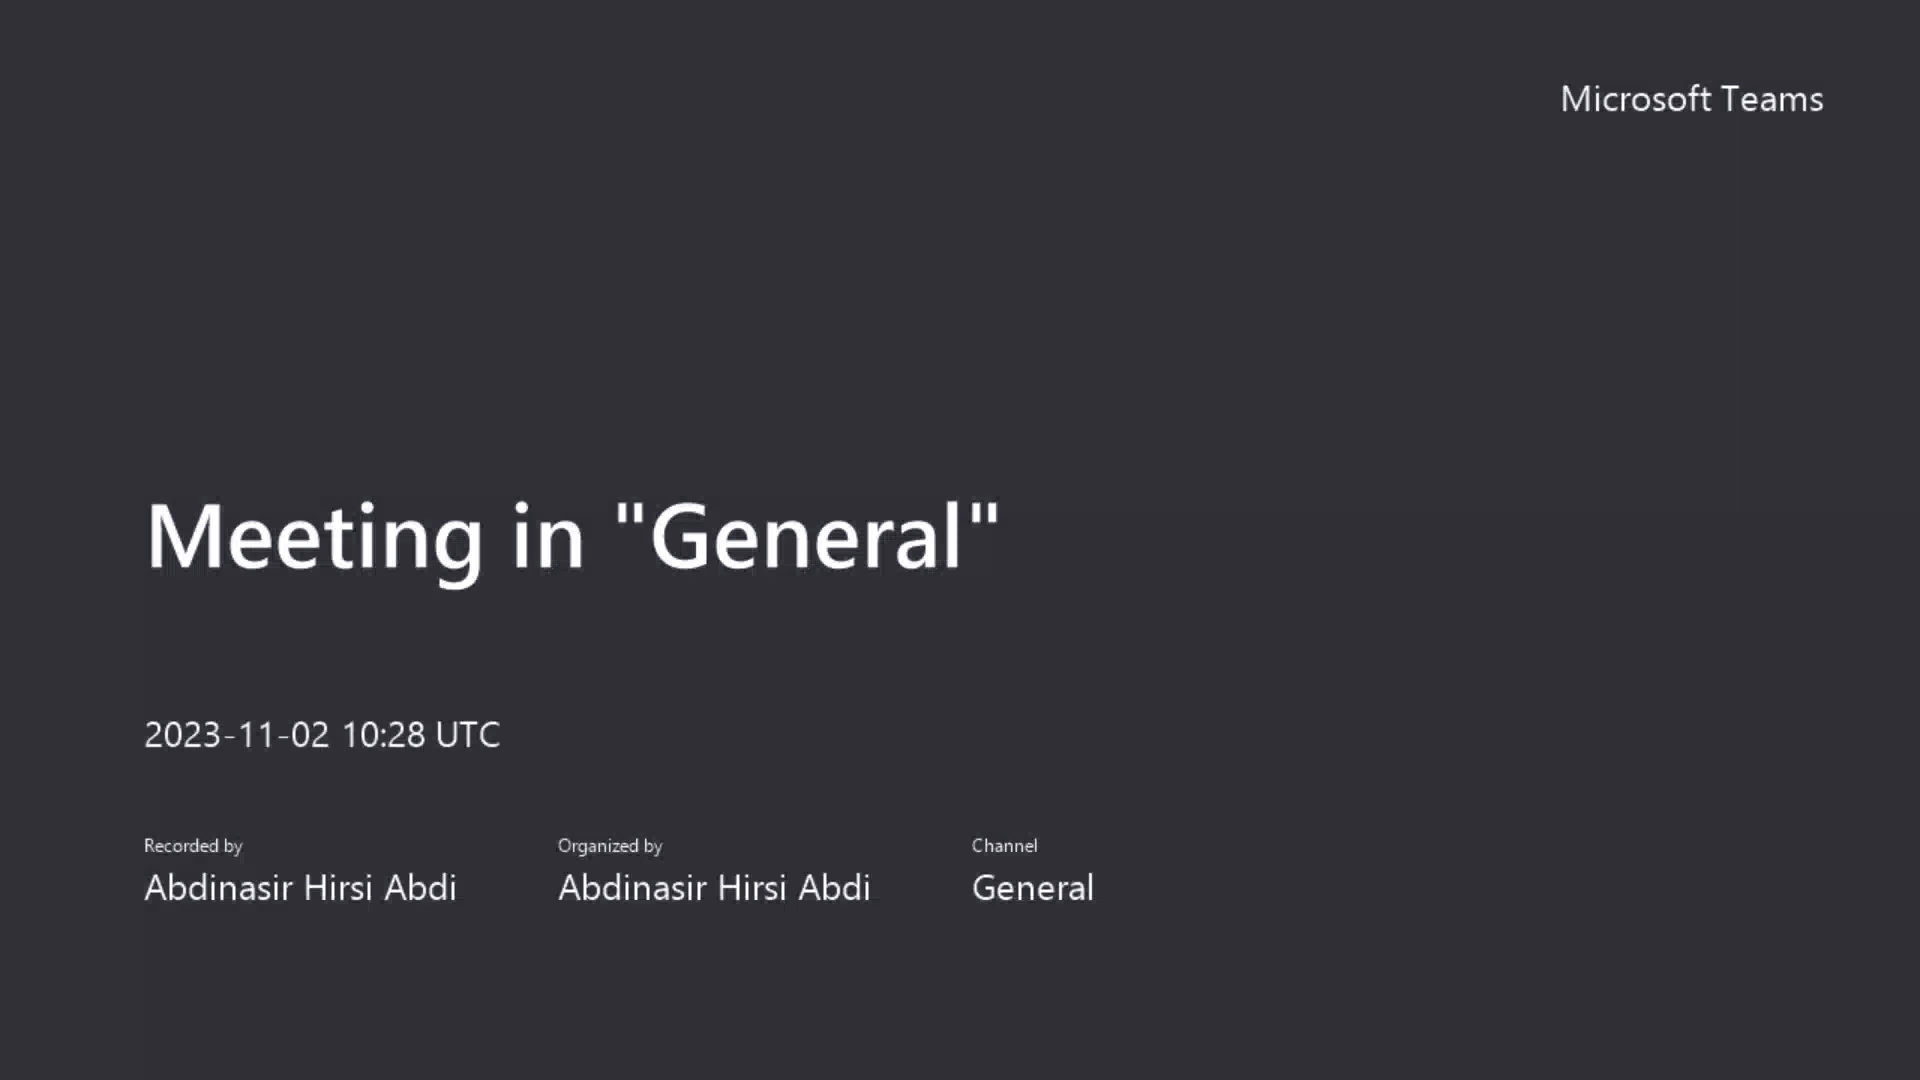 Microsoft Teams
Meeting in "General"
2023-11-02 10:28 UTC
Recorded by
Abdinasir Hirsi Abdi
Organized by
Abdinasir Hirsi Abdi
Channel
General